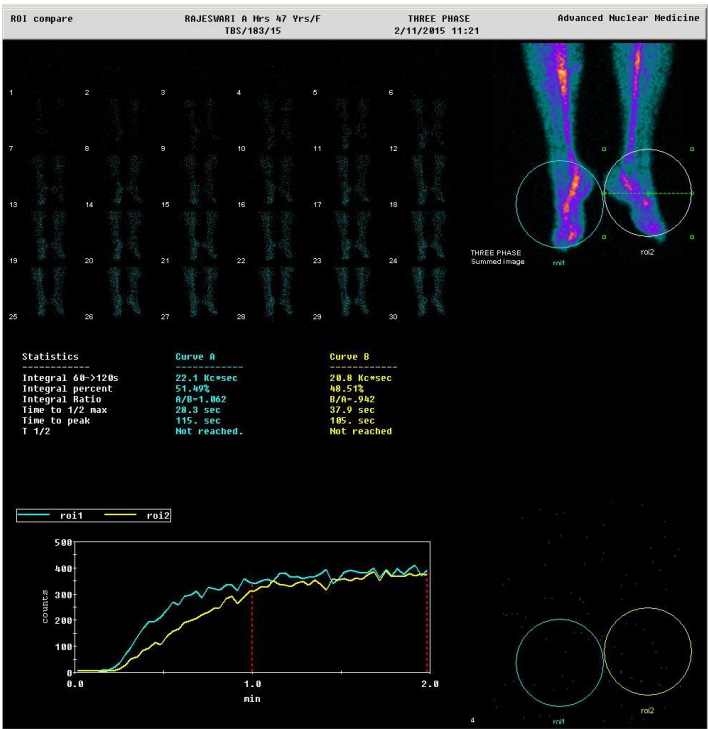 ROI compare RAJESWARI A Mrs 47 Yrs/F THREE PHASE Advanced Nuclear Medicine
TBS/183/15 2/11/2015 11:21
1 2 3 4 5 6
7 8 9 10 11 12
13 14 15 16 17 18
19 20 21 22 23 24
25 26 27 28 29 30
THREE PHASE
Summed image
roi1
roi2
Statistics Curve A Curve B
------------ ------------ ------------
Integral 60->120s 22.1 Kc*sec 20.8 Kc*sec
Integral percent 51.49% 48.51%
Integral Ratio A/B=1.062 B/A=.942
Time to 1/2 max 28.3 sec 37.9 sec
Time to peak 115. sec 105. sec
T 1/2 Not reached. Not reached
roi1 roi2
500
400
300
200
100
0
counts
0.0 1.0 2.0
min
roi1
roi2
4